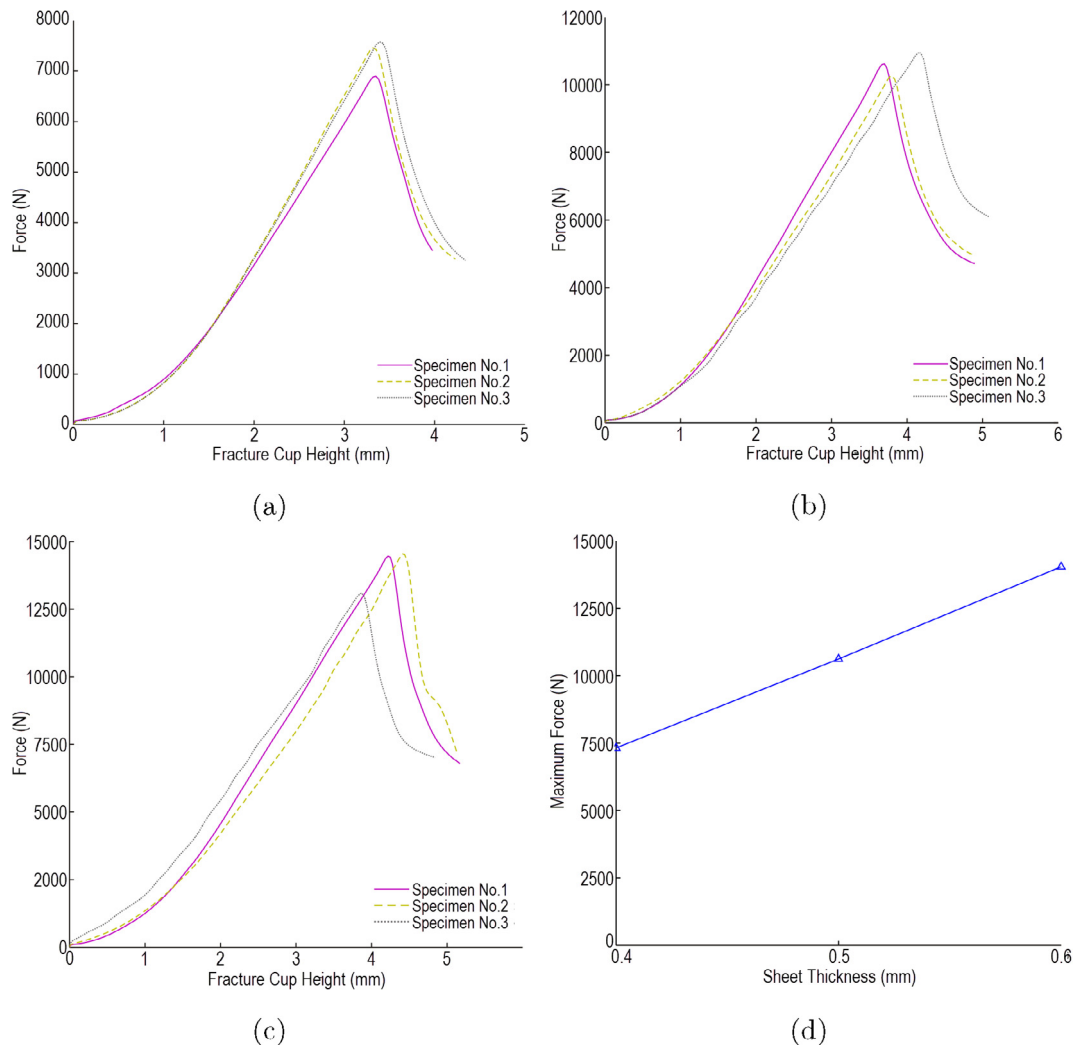 8000
7000
6000
5000
4000
3000
2000
1000
0
Force (N)
Specimen No.1
Specimen No.2
Specimen No.3
0 1 2 3 4 5
Fracture Cup Height (mm)
(a)
12000
10000
8000
6000
4000
2000
0
Force (N)
Specimen No.1
Specimen No.2
Specimen No.3
0 1 2 3 4 5 6
Fracture Cup Height (mm)
(b)
15000
12500
10000
7500
5000
2000
0
Force (N)
Specimen No.1
Specimen No.2
Specimen No.3
0 1 2 3 4 5
Fracture Cup Height (mm)
(c)
15000
12500
10000
7500
5000
2500
0
Maximum Force (N)
0.4 0.5 0.6
Sheet Thickness (mm)
(d)